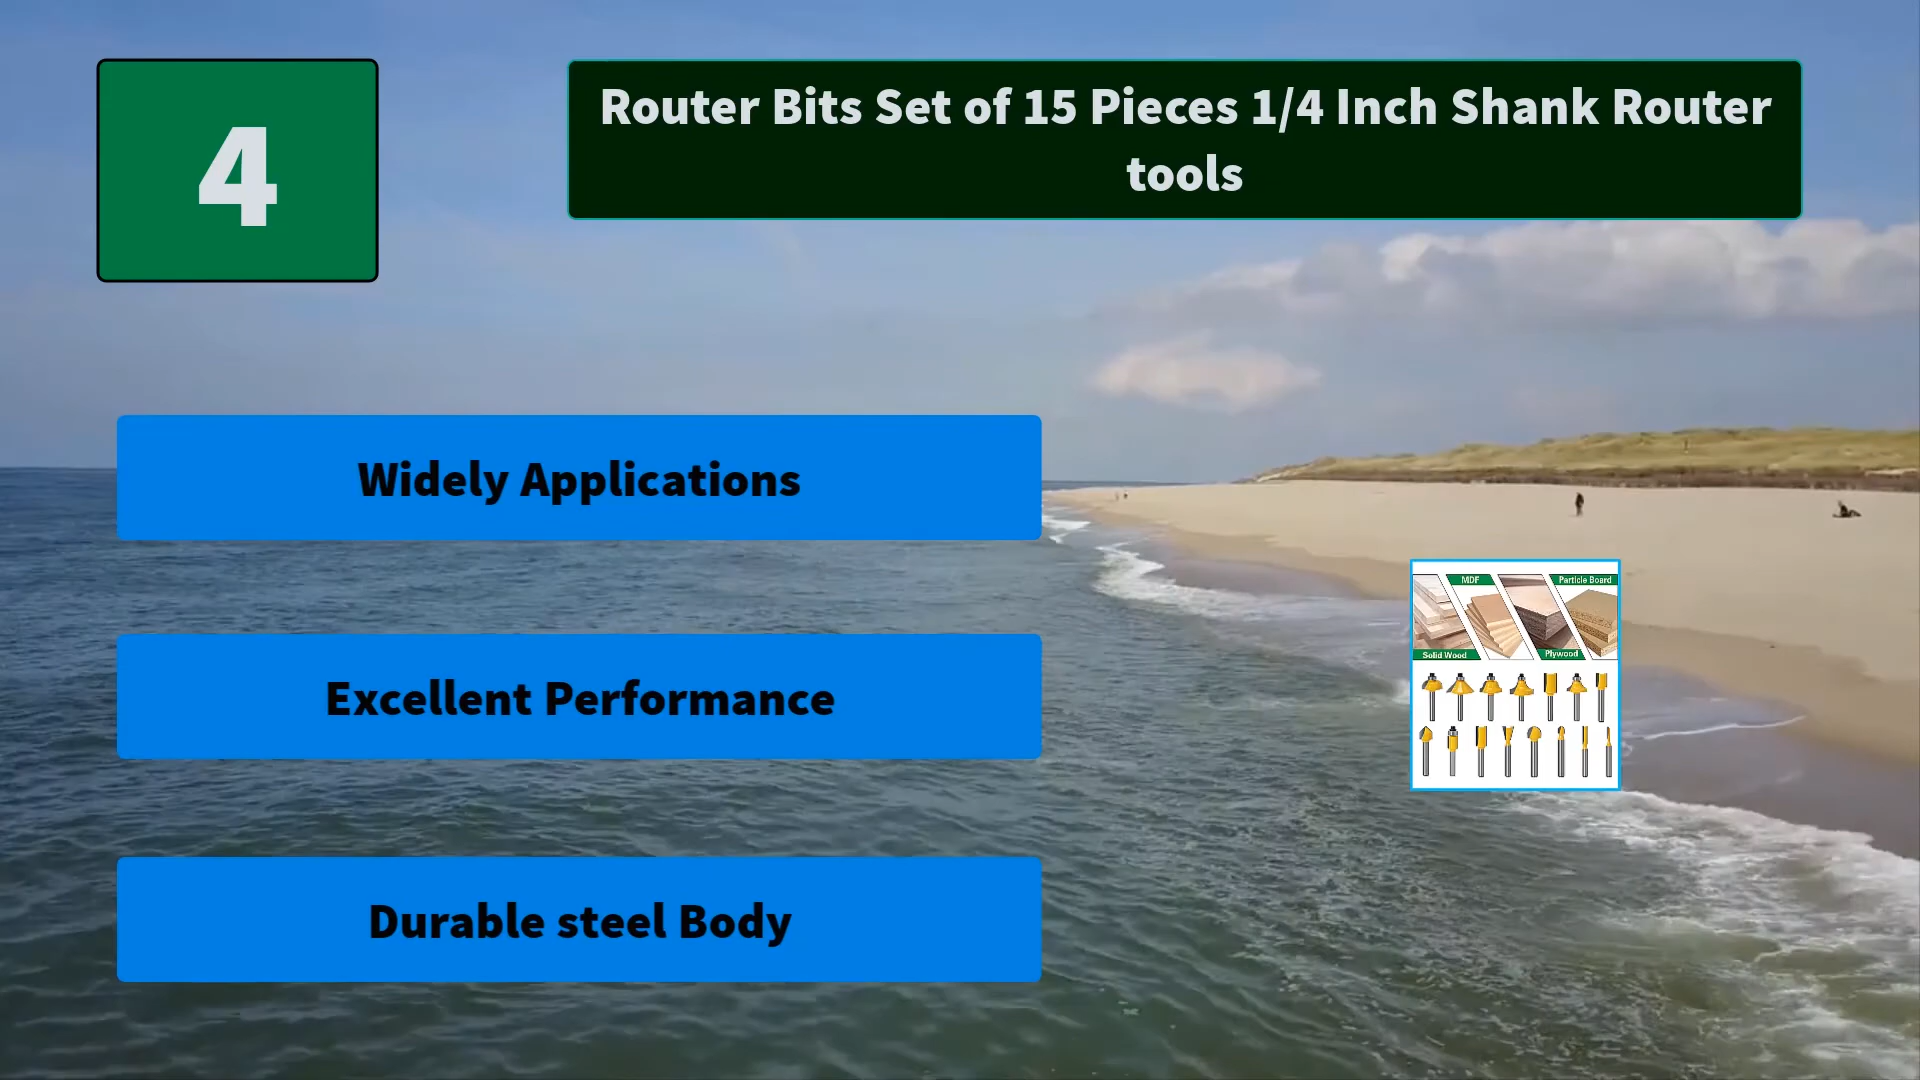 4
Router Bits Set of 15 Pieces 1/4 Inch Shank Router
tools
Widely Applications
Excellent Performance
Durable steel Body
MDF
Particle Board
Solid Wood
Plywood